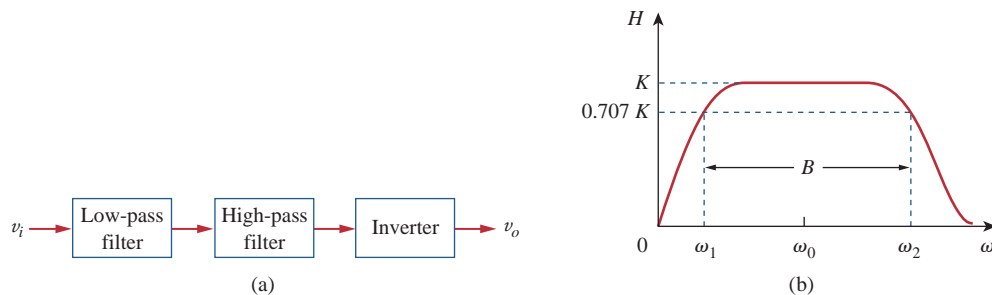 v_i
Low-pass
filter
High-pass
filter
Inverter
v_o
(a)
H
K
0.707 K
B
0
ω_1
ω_0
ω_2
ω
(b)